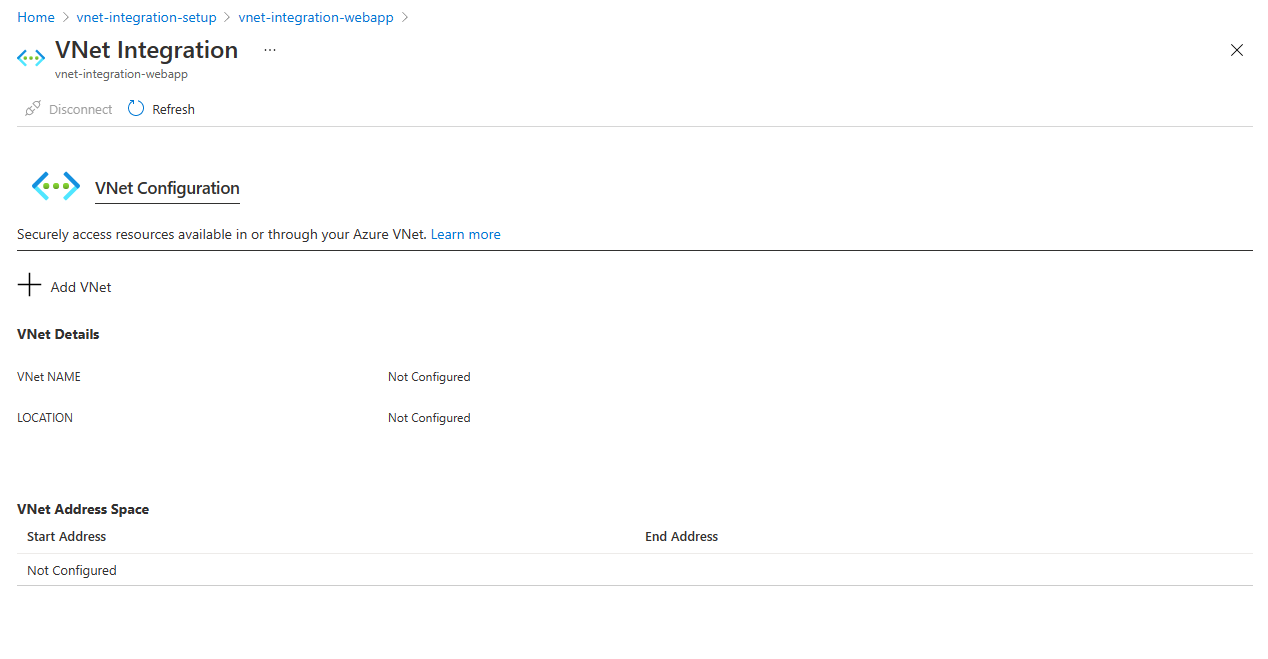 Home > vnet-integration-setup > vnet-integration-webapp >
VNet Integration ...
vnet-integration-webapp
Disconnect Refresh
VNet Configuration
Securely access resources available in or through your Azure VNet. Learn more
Add VNet
VNet Details
VNet NAME Not Configured
LOCATION Not Configured
VNet Address Space
Start Address End Address
Not Configured